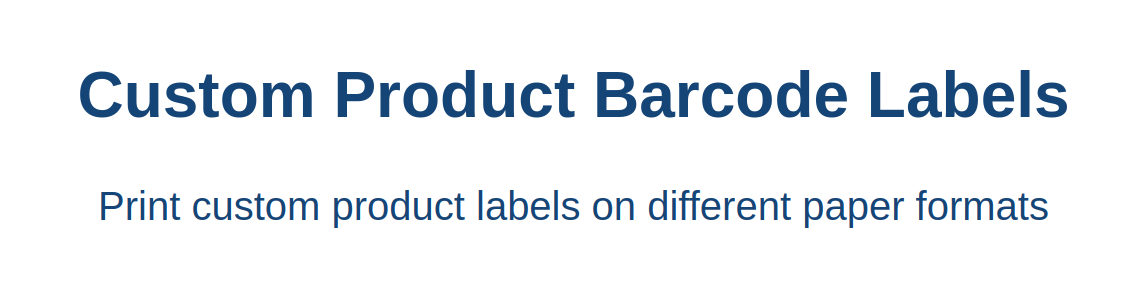 Custom Product Barcode Labels
Print custom product labels on different paper formats